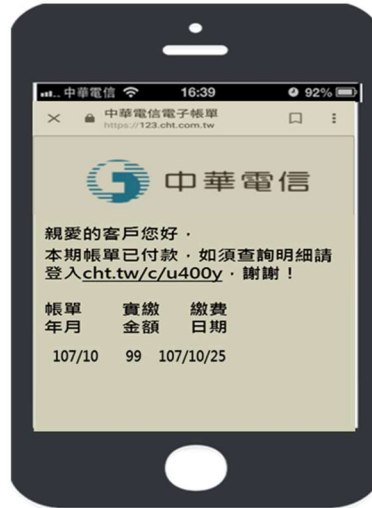 中華電信 16:39 92%
中華電信電子帳單
https://123.cht.com.tw
中華電信
親愛的客戶您好，
本期帳單已付款，如須查詢明細請
登入cht.tw/c/u400y，謝謝！
帳單 實繳 繳費
年月 金額 日期
107/10 99 107/10/25